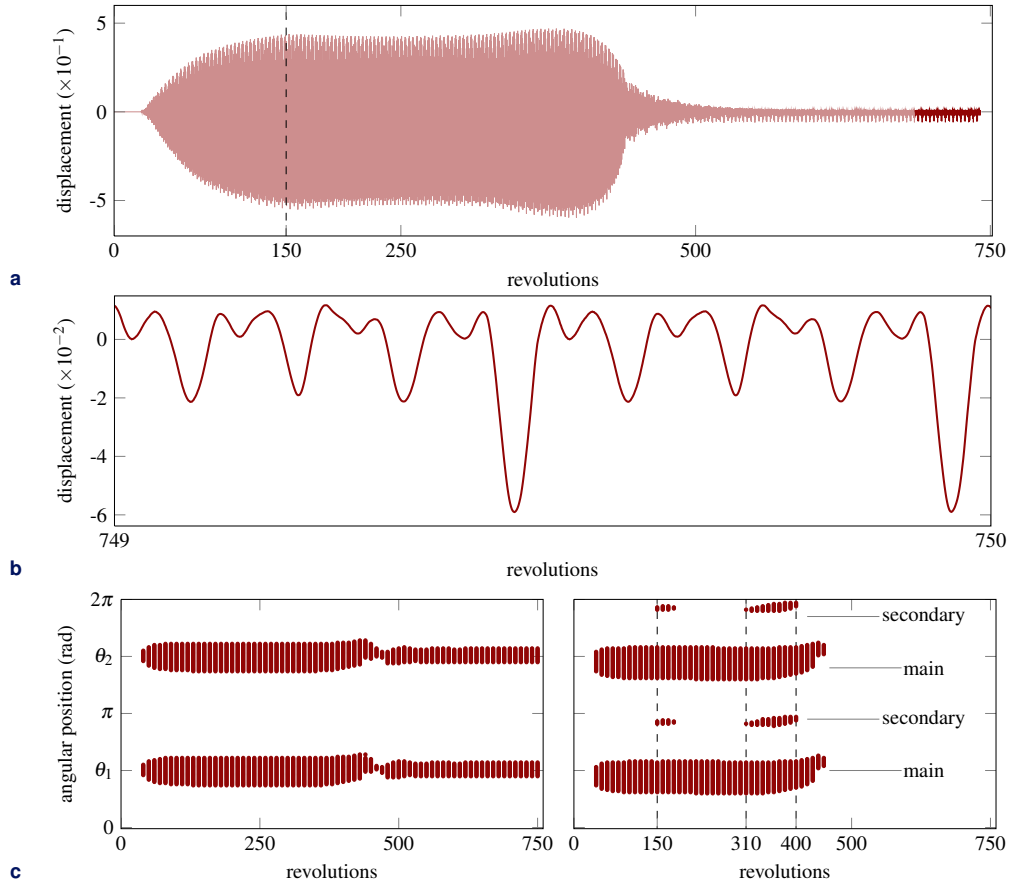 displacement (×10⁻¹)
5
0
-5
0
150
250
500
750
revolutions
a
displacement (×10⁻²)
0
-2
-4
-6
749
750
revolutions
b
angular position (rad)
2π
θ₂
π
θ₁
0
0
250
500
750
revolutions
secondary
main
secondary
main
0
150
310
400
500
750
revolutions
c